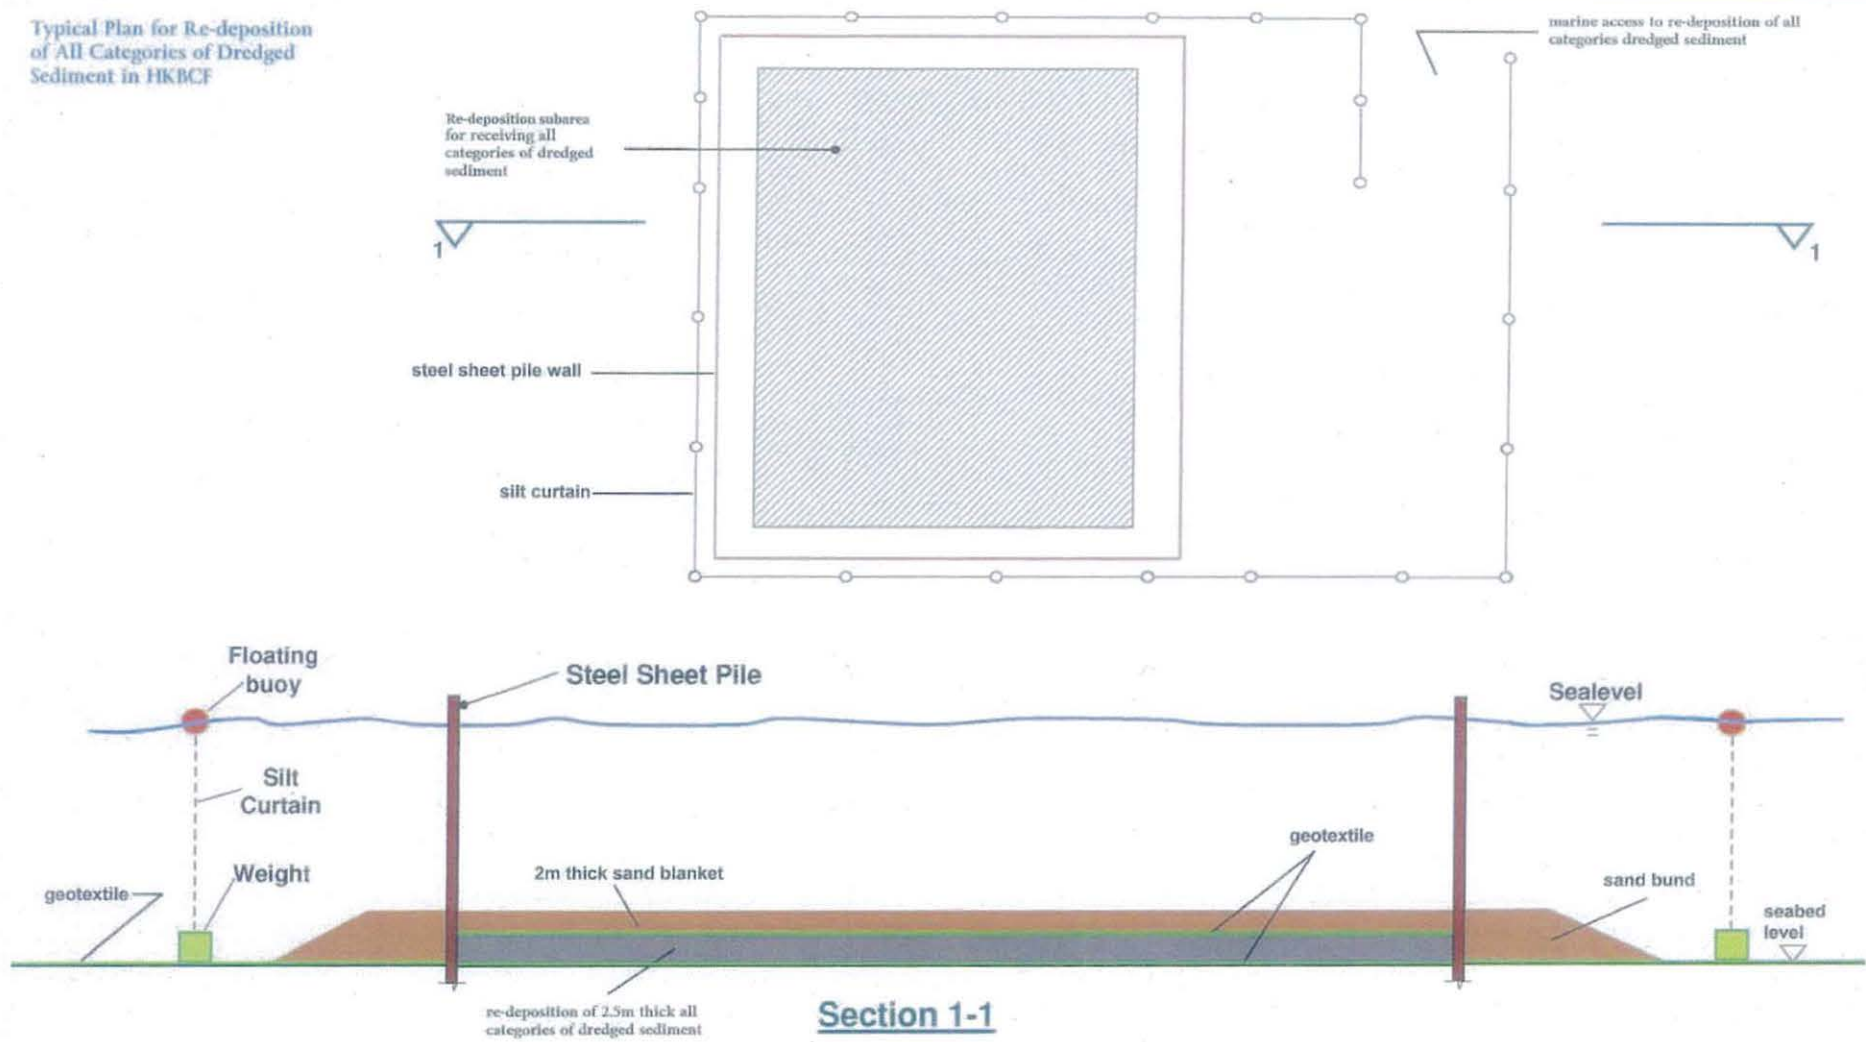 Typical Plan for Re-deposition
of All Categories of Dredged
Sediment in HKBCF
marine access to re-deposition of all
categories dredged sediment
Re-deposition subarea
for receiving all
categories of dredged
sediment
1
1
steel sheet pile wall
silt curtain
Floating
buoy
Steel Sheet Pile
Sealevel
Silt
Curtain
geotextile
2m thick sand blanket
Weight
geotextile
sand bund
seabed
level
re-deposition of 2.5m thick all
categories of dredged sediment
Section 1-1